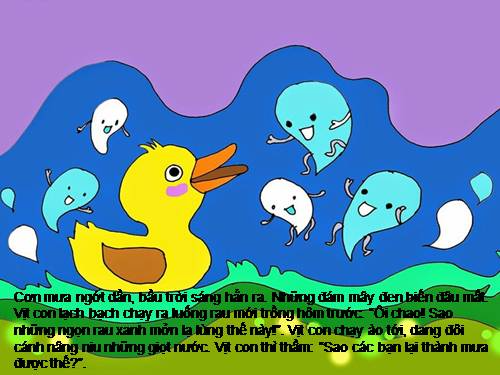 Cơn mưa ngớt dần, bầu trời sáng hẳn ra. Những đám mây đen biến đâu mất.
Vịt con lạch bạch chạy ra luống rau mới trồng hôm trước: "Ôi chao! Sao
những ngọn rau xanh mởn lạ lùng thế này!". Vịt con chạy ào tới, dang đôi
cánh nâng niu những giọt nước. Vịt con thì thầm: "Sao các bạn lại thành mưa
được thế?".